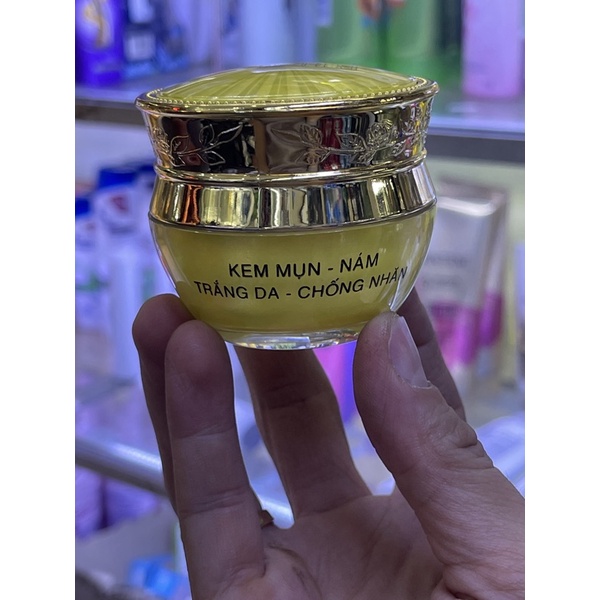 KEM MỤN - NÁM
TRẮNG DA - CHỐNG NHĂN